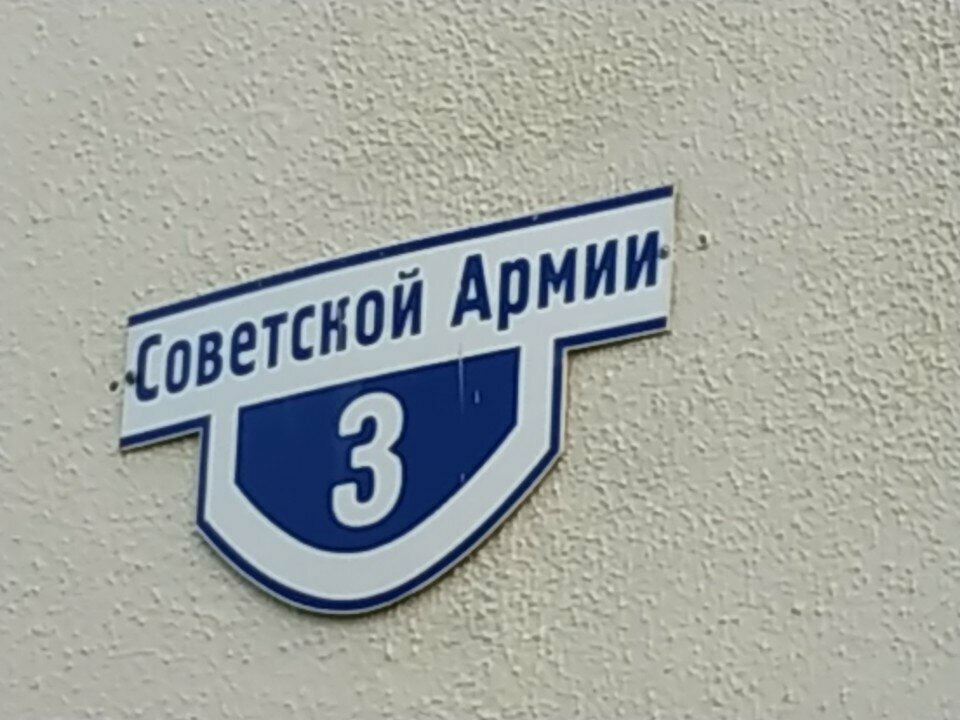 Советской Армии
3